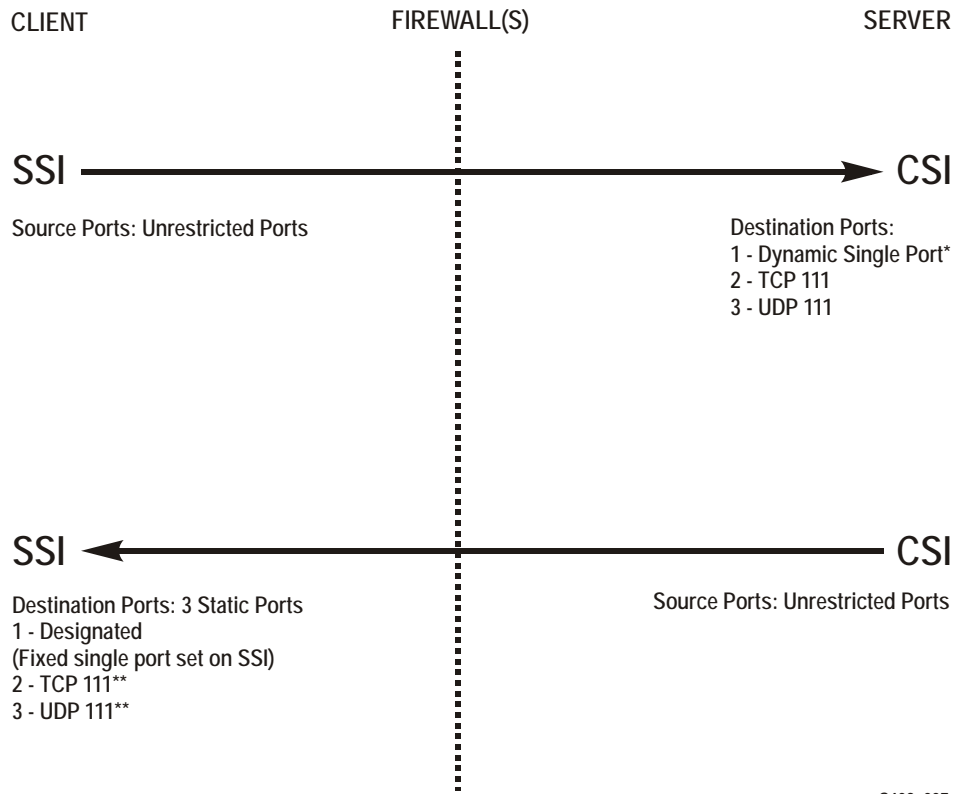 CLIENT FIREWALL(S) SERVER
SSI CSI
Source Ports: Unrestricted Ports
Destination Ports:
1 - Dynamic Single Port*
2 - TCP 111
3 - UDP 111
SSI CSI
Destination Ports: 3 Static Ports
1 - Designated
(Fixed single port set on SSI)
2 - TCP 111**
3 - UDP 111**
Source Ports: Unrestricted Ports